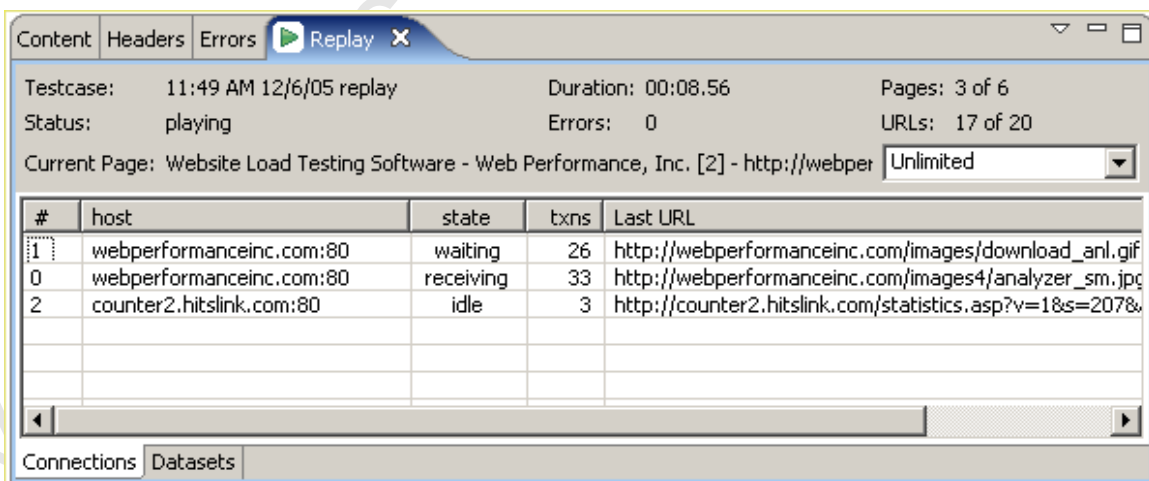 Content Headers Errors Replay
Testcase: 11:49 AM 12/6/05 replay Duration: 00:08.56 Pages: 3 of 6
Status: playing Errors: 0 URLs: 17 of 20
Current Page: Website Load Testing Software - Web Performance, Inc. [2] - http://webper Unlimited
# host state txns Last URL
1 webperformanceinc.com:80 waiting 26 http://webperformanceinc.com/images/download_anl.gif
0 webperformanceinc.com:80 receiving 33 http://webperformanceinc.com/images4/analyzer_sm.jpg
2 counter2.hitslink.com:80 idle 3 http://counter2.hitslink.com/statistics.asp?v=1&s=207&
Connections Datasets